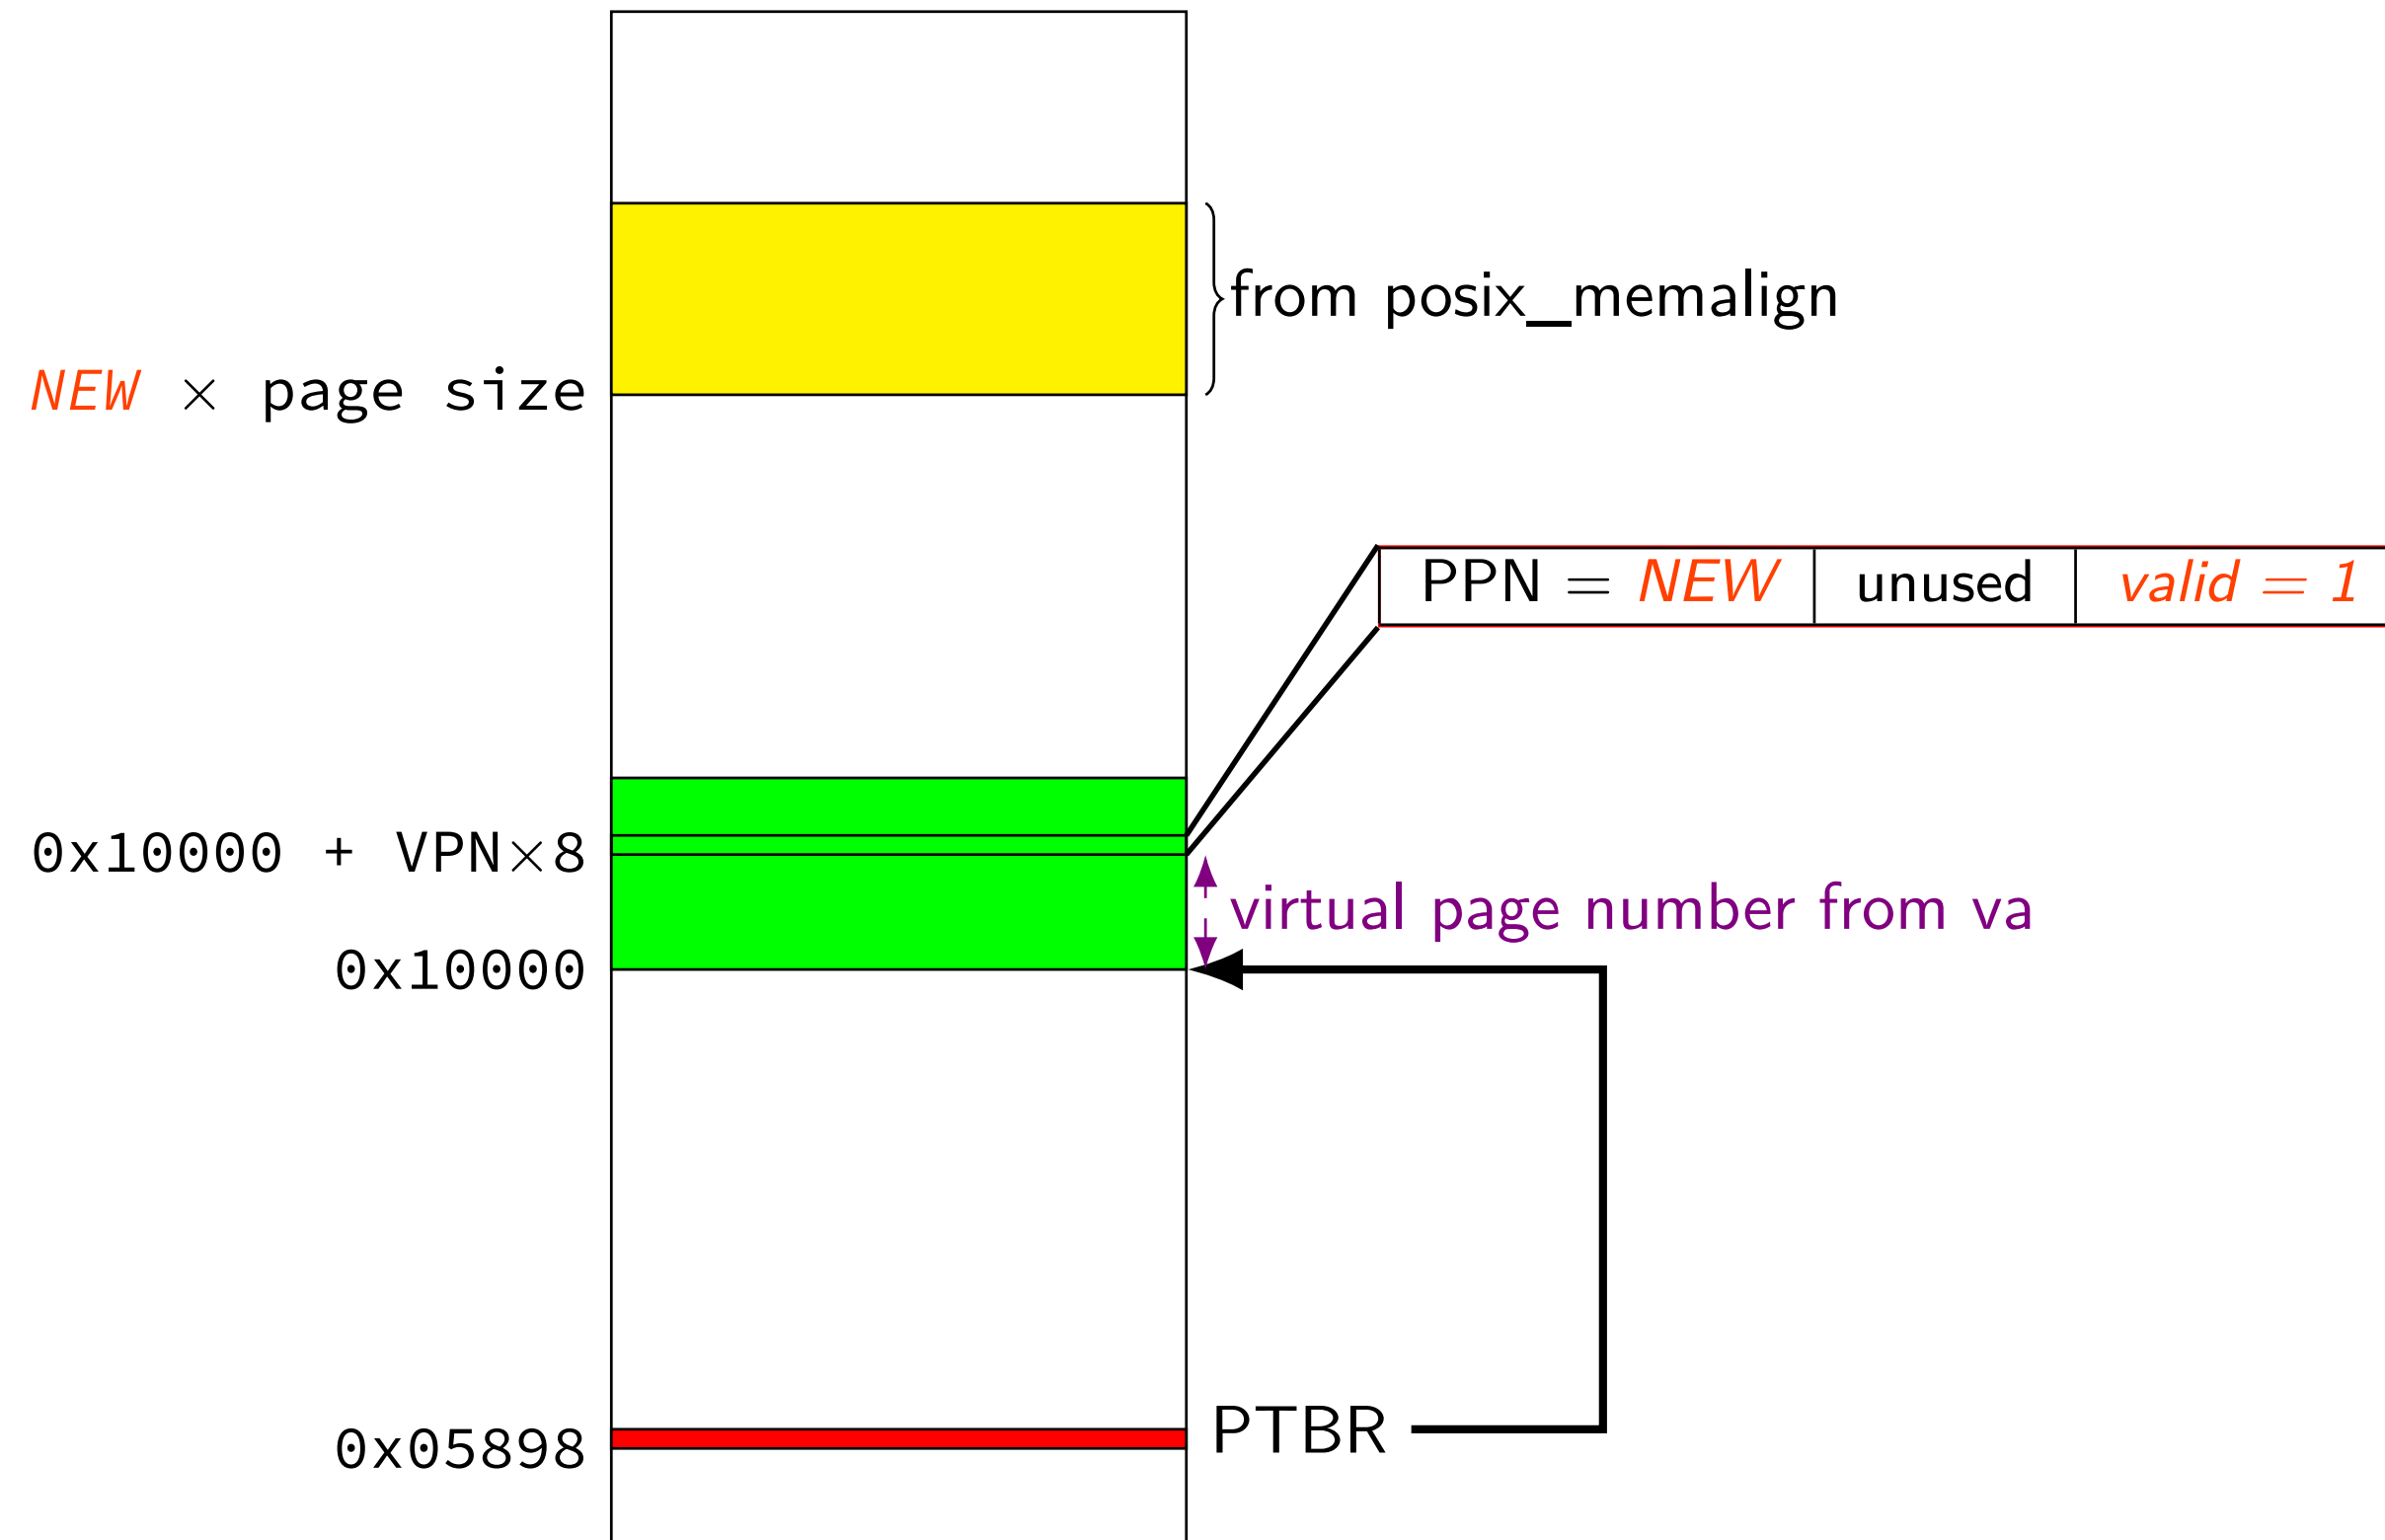 from posix_memalign
NEW × page size
PPN = NEW unused valid = 1
0x10000 + VPN×8
virtual page number from va
0x10000
PTBR
0x05898